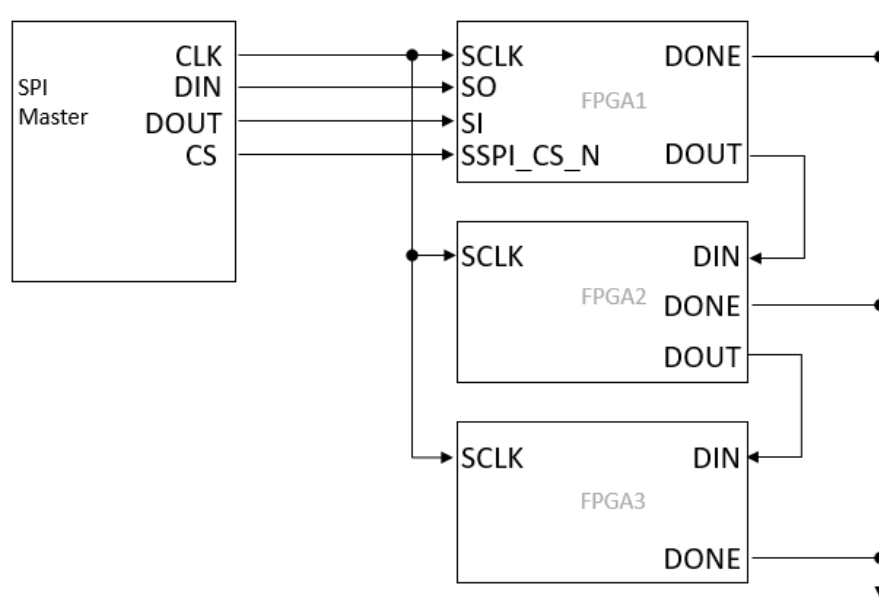 SPI
Master
CLK
DIN
DOUT
CS
SCLK
SO
SI
SSPI_CS_N
FPGA1
DONE
DOUT
SCLK
FPGA2
DIN
DONE
DOUT
SCLK
FPGA3
DIN
DONE